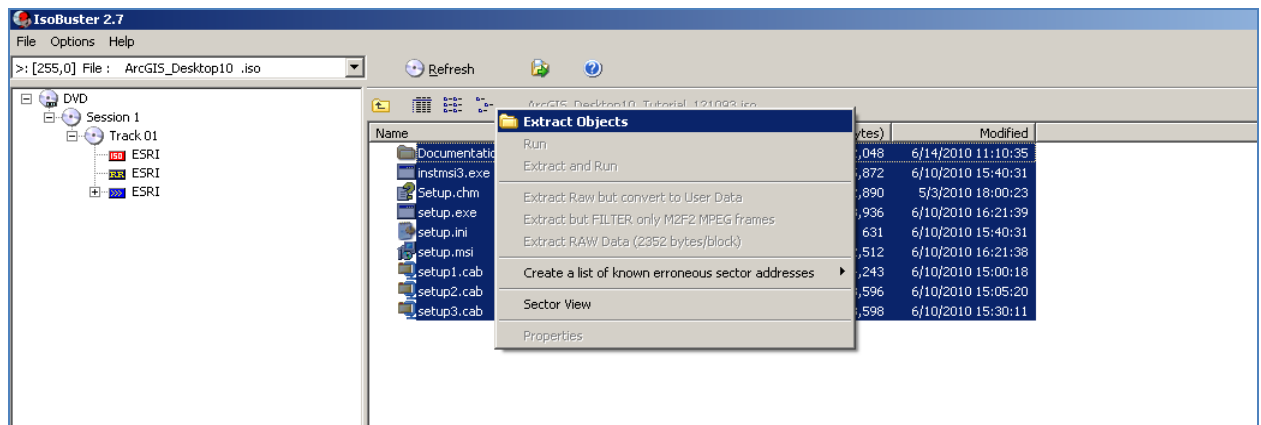 IsoBuster 2.7
File Options Help
>: [255,0] File : ArcGIS_Desktop10 .iso
Refresh
DVD
Session 1
Track 01
ISO ESRI
RR ESRI
ESRI
ArcGIS_Desktop10_Tutorial_121093.iso
Name ytes) Modified
Documentatio ,048 6/14/2010 11:10:35
instmsi3.exe ,872 6/10/2010 15:40:31
Setup.chm ,890 5/3/2010 18:00:23
setup.exe ,936 6/10/2010 16:21:39
setup.ini 631 6/10/2010 15:40:31
setup.msi ,512 6/10/2010 16:21:38
setup1.cab ,243 6/10/2010 15:00:18
setup2.cab ,596 6/10/2010 15:05:20
setup3.cab ,598 6/10/2010 15:30:11
Extract Objects
Run
Extract and Run
Extract Raw but convert to User Data
Extract but FILTER only M2F2 MPEG frames
Extract RAW Data (2352 bytes/block)
Create a list of known erroneous sector addresses
Sector View
Properties